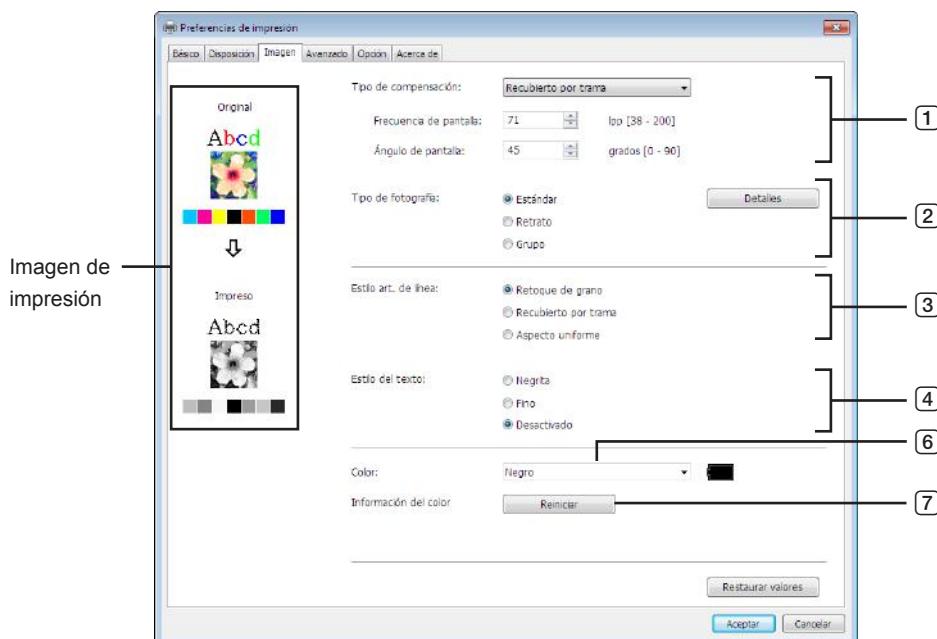 Preferencias de impresión
Básico Disposición Imagen Avanzado Opción Acerca de
Original
Abcd
Impreso
Abcd
Imagen de
impresión
Tipo de compensación: Recubierto por trama
Frecuencia de pantalla: 71 lpp [38 - 200]
Ángulo de pantalla: 45 grados [0 - 90]
1
Tipo de fotografía: Estándar Detalles
Retrato
Grupo
2
Estilo art. de línea: Retoque de grano
Recubierto por trama
Aspecto uniforme
3
Estilo del texto: Negrita
Fino
Desactivado
4
6
Color: Negro
Información del color Reiniciar
7
Restaurar valores
Aceptar Cancelar